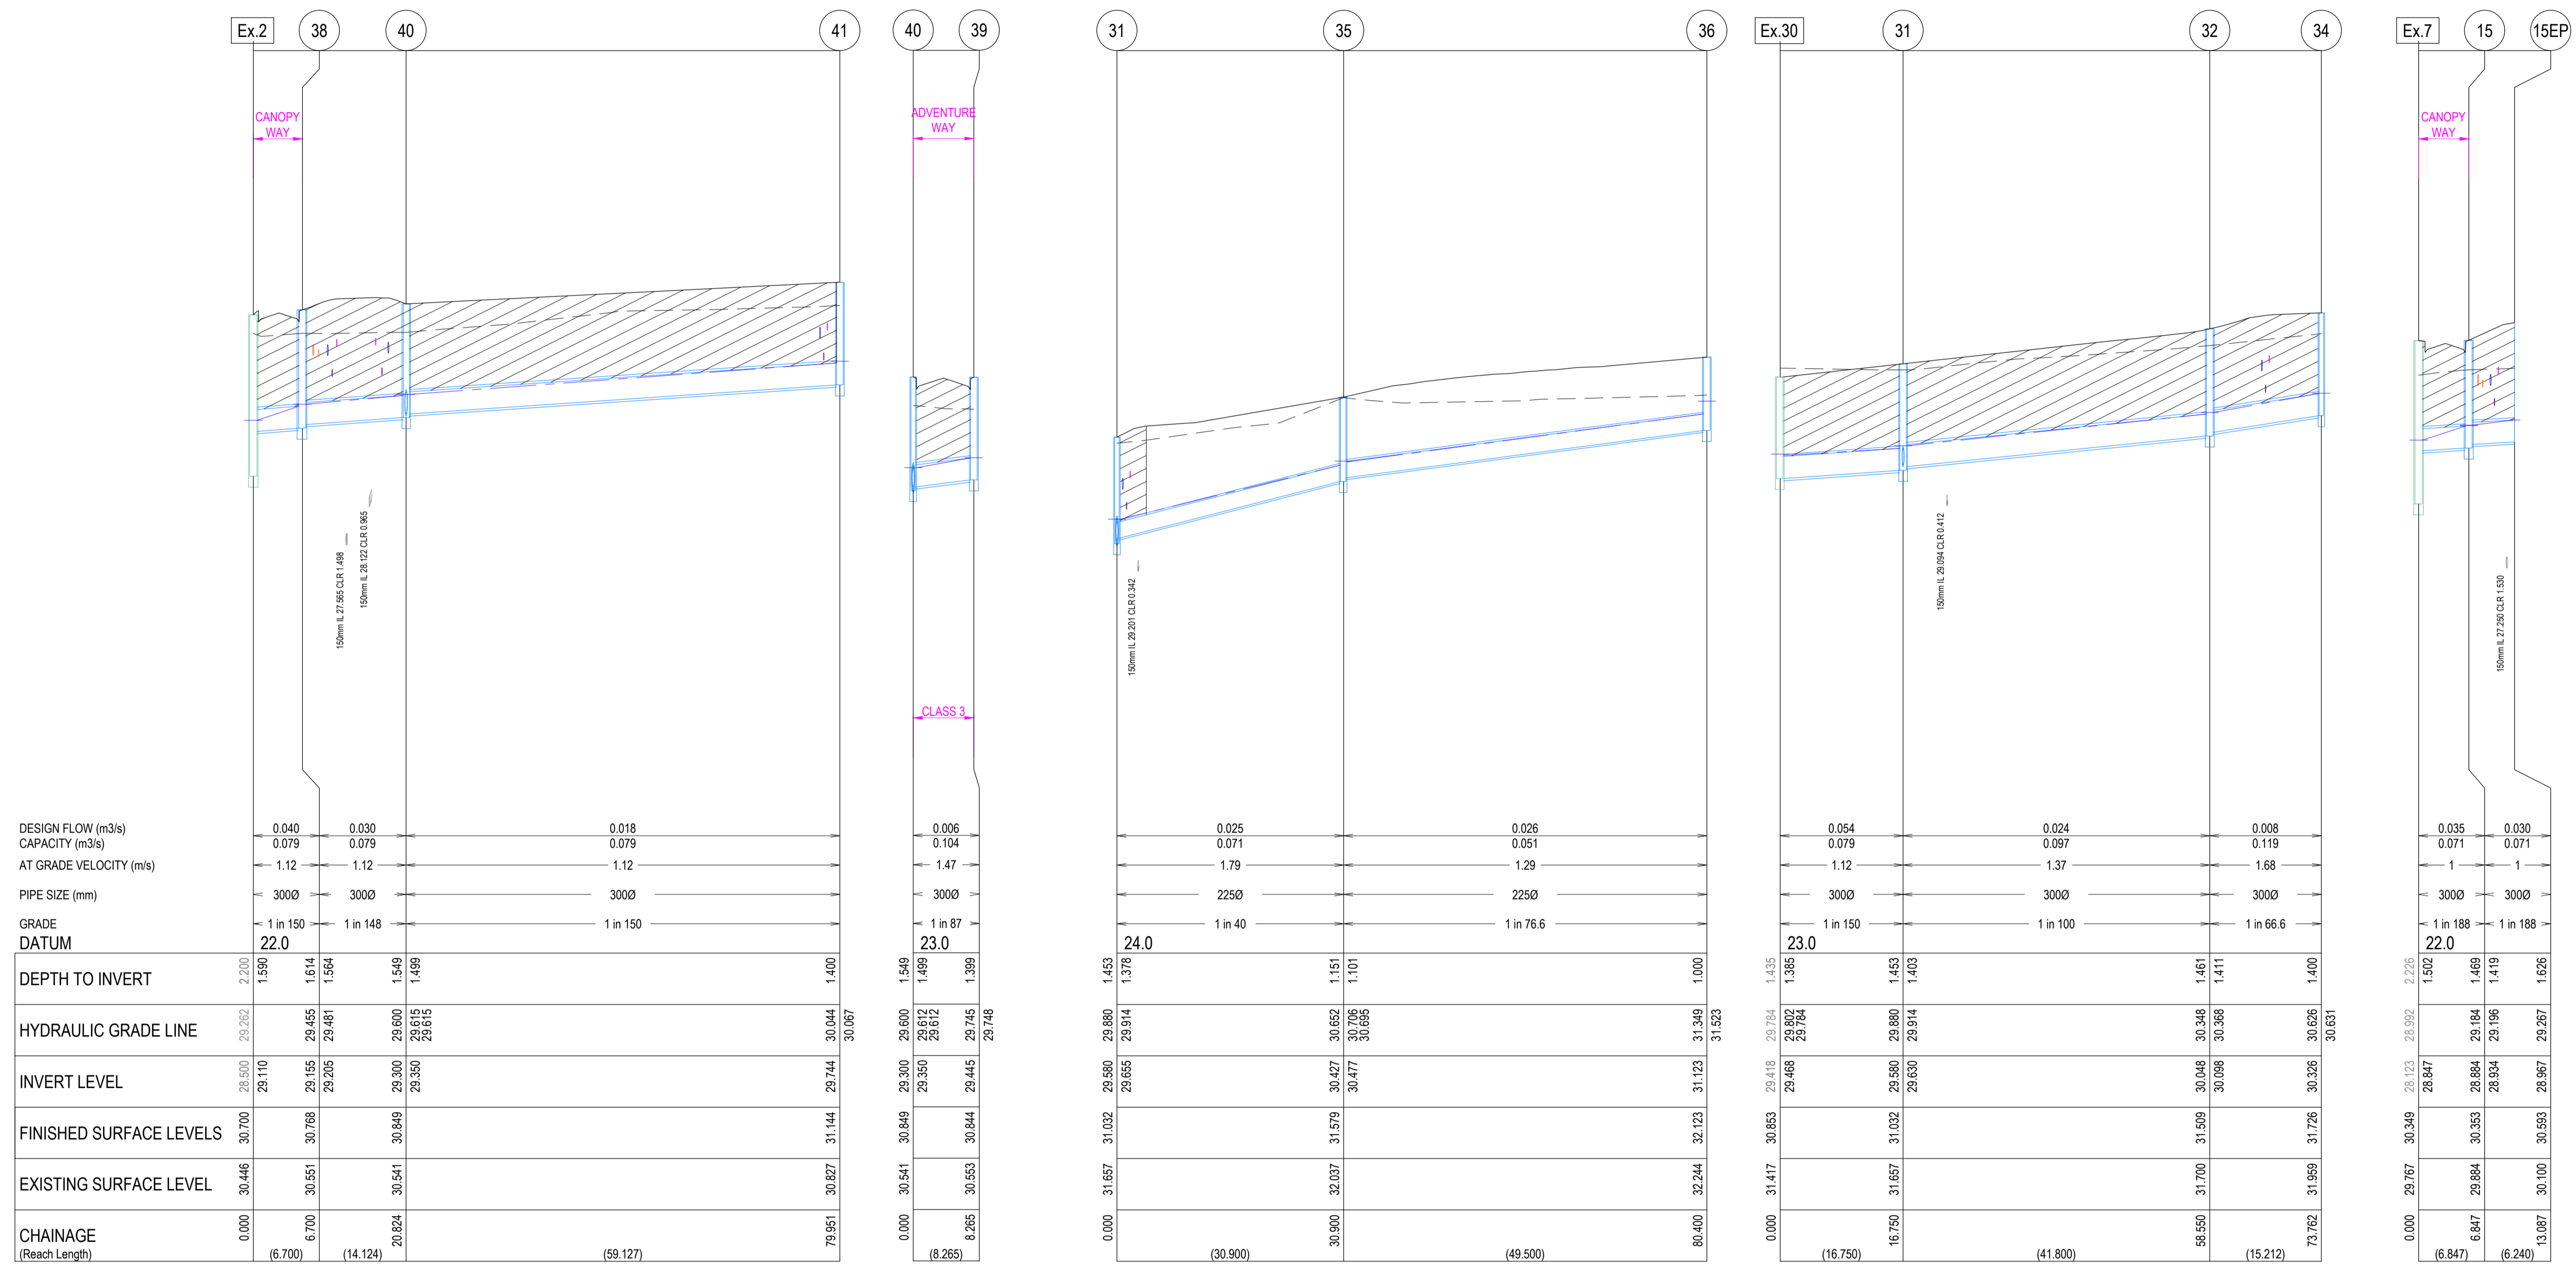 Ex.2 38 40 41 40 39 31 35 36 Ex.30 31 32 34 Ex.7 15 15EP
CANOPY
WAY
ADVENTURE
WAY
CANOPY
WAY
150mm IL 27.565 CLR 1.498
150mm IL 28.122 CLR 0.965
150mm IL 29.201 CLR 0.342
150mm IL 29.094 CLR 0.412
150mm IL 27.250 CLR 1.530
CLASS 3
DESIGN FLOW (m3/s) 0.040 0.030 0.018 0.006 0.025 0.026 0.054 0.024 0.008 0.035 0.030
CAPACITY (m3/s) 0.079 0.079 0.079 0.104 0.071 0.051 0.079 0.097 0.119 0.071 0.071
AT GRADE VELOCITY (m/s) 1.12 1.12 1.12 1.47 1.79 1.29 1.12 1.37 1.68 1 1
PIPE SIZE (mm) 300Ø 300Ø 300Ø 300Ø 225Ø 225Ø 300Ø 300Ø 300Ø 300Ø 300Ø
GRADE 1 in 150 1 in 148 1 in 150 1 in 87 1 in 40 1 in 76.6 1 in 150 1 in 100 1 in 66.6 1 in 188 1 in 188
DATUM 22.0 23.0 24.0 23.0 22.0
DEPTH TO INVERT 2.200 1.590 1.614 1.564 1.549 1.499 1.400 1.549 1.499 1.399 1.453 1.378 1.151 1.101 1.000 1.435 1.385 1.453 1.403 1.461 1.411 1.400 2.226 1.502 1.469 1.419 1.626
HYDRAULIC GRADE LINE 29.262 29.455 29.481 29.600 29.615 29.615 30.044 30.067 29.600 29.612 29.612 29.745 29.748 29.880 29.914 30.652 30.706 30.695 31.349 31.523 29.784 29.802 29.784 29.880 29.914 30.348 30.368 30.626 30.631 28.992 29.184 29.196 29.267
INVERT LEVEL 28.500 29.110 29.155 29.205 29.300 29.350 29.744 29.300 29.350 29.445 29.580 29.655 30.427 30.477 31.123 29.418 29.468 29.580 29.630 30.048 30.098 30.326 28.123 28.847 28.884 28.934 28.967
FINISHED SURFACE LEVELS 30.700 30.768 30.849 31.144 30.849 30.844 31.032 31.579 32.123 30.853 31.032 31.509 31.726 30.349 30.353 30.593
EXISTING SURFACE LEVEL 30.446 30.551 30.541 30.827 30.541 30.553 31.657 32.037 32.244 31.417 31.657 31.700 31.959 29.767 29.884 30.100
CHAINAGE 0.000 6.700 20.824 79.951 0.000 8.265 0.000 30.900 80.400 0.000 16.750 58.550 73.762 0.000 6.847 13.087
(Reach Length) (6.700) (14.124) (59.127) (8.265) (30.900) (49.500) (16.750) (41.800) (15.212) (6.847) (6.240)